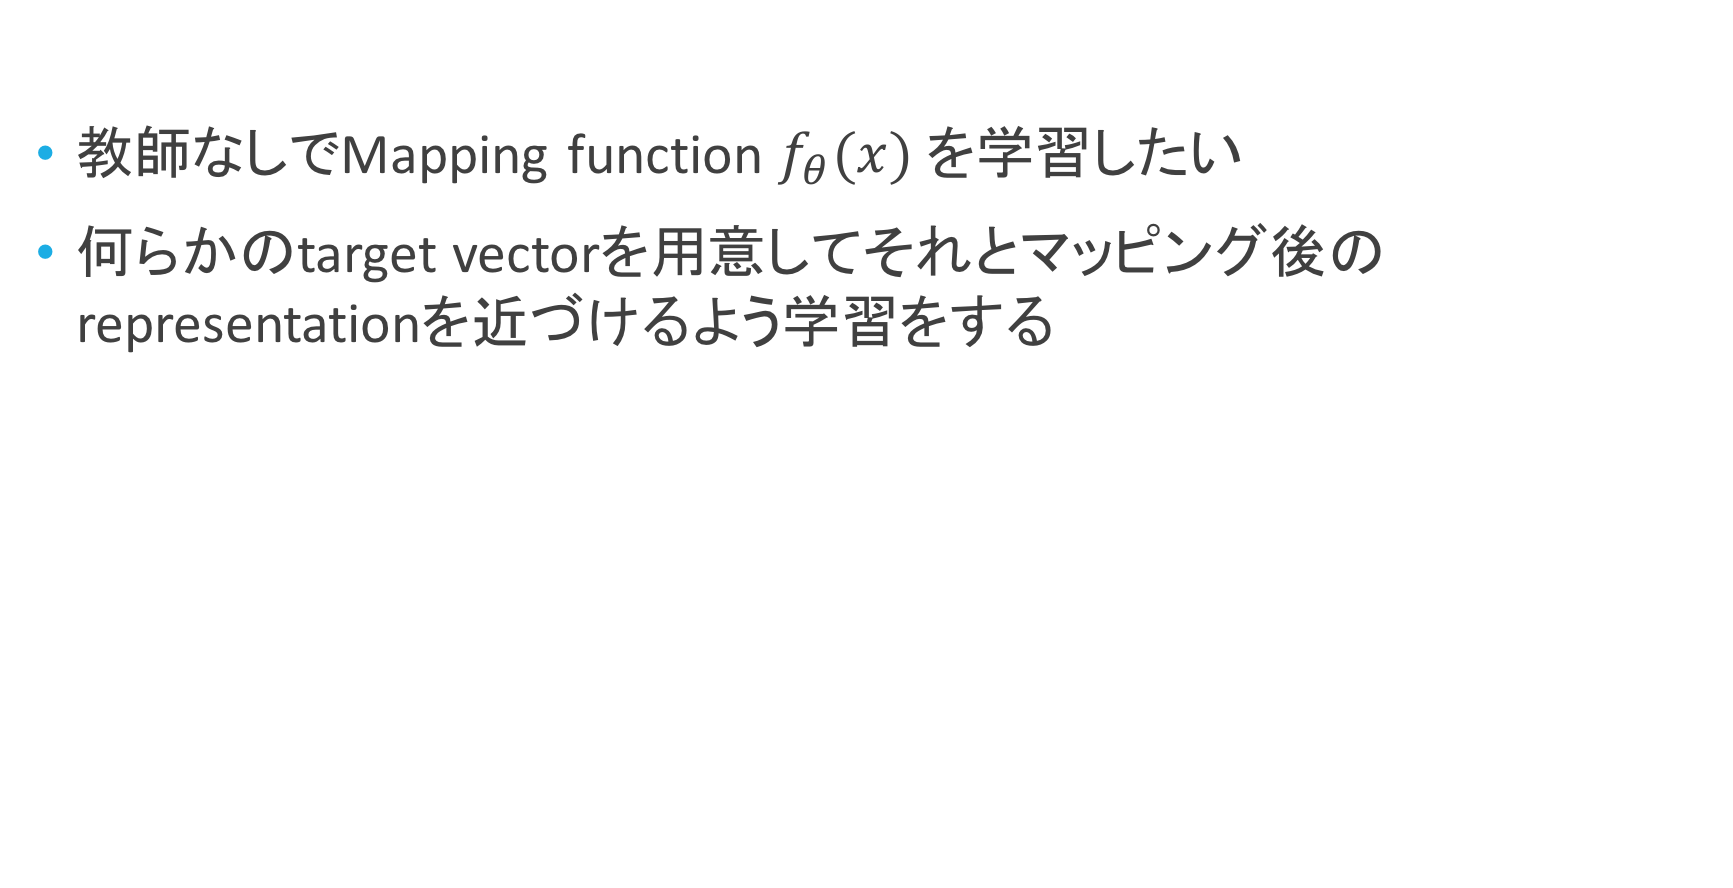 • 教師なしでMapping function $f_\theta(x)$ を学習したい
• 何らかのtarget vectorを用意してそれとマッピング後の
representationを近づけるよう学習をする